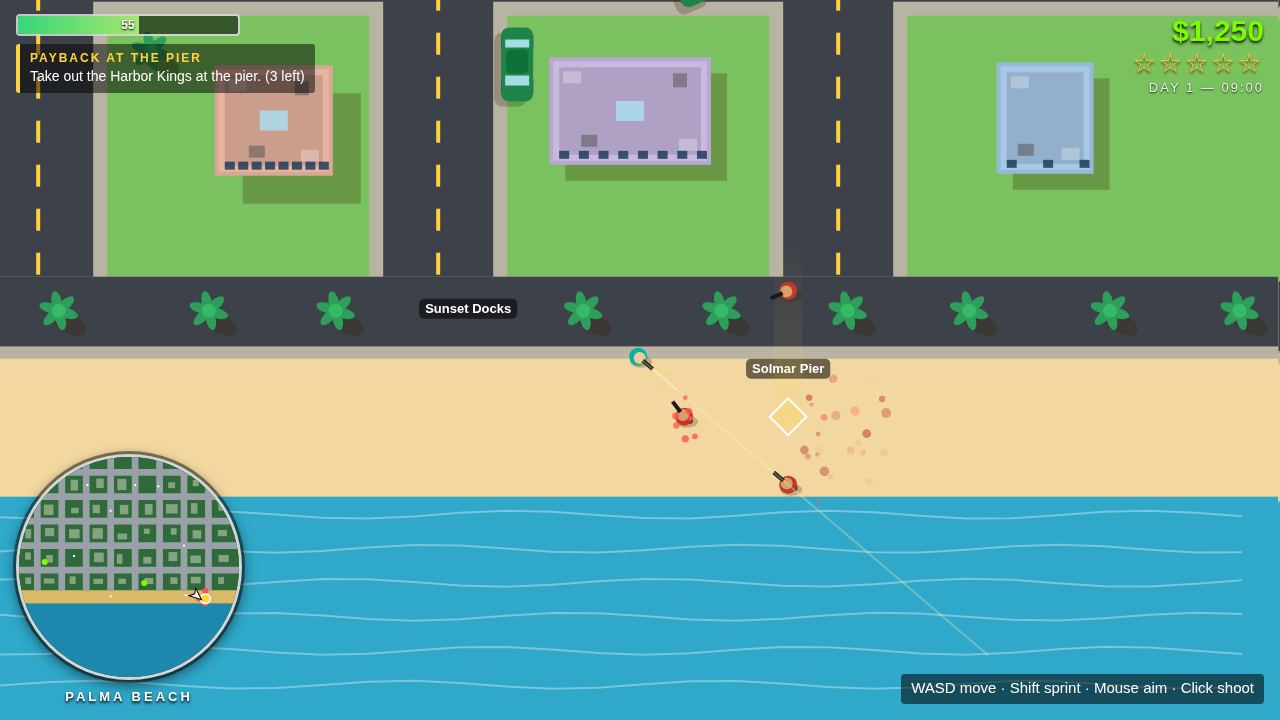 55
PAYBACK AT THE PIER
Take out the Harbor Kings at the pier. (3 left)
$1,250
☆☆☆☆☆
DAY 1 — 09:00
Sunset Docks
Solmar Pier
PALMA BEACH
WASD move · Shift sprint · Mouse aim · Click shoot